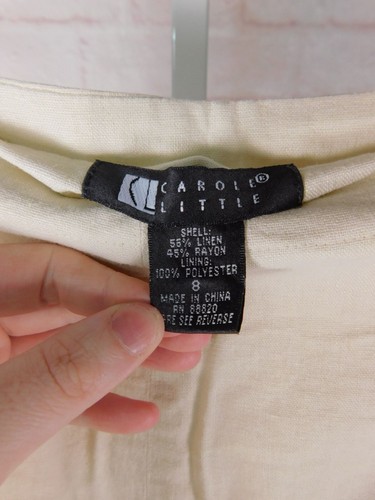 CAROLE®
LITTLE
SHELL:
55% LINEN
45% RAYON
LINING:
100% POLYESTER
8
MADE IN CHINA
RN 88820
SEE REVERSE